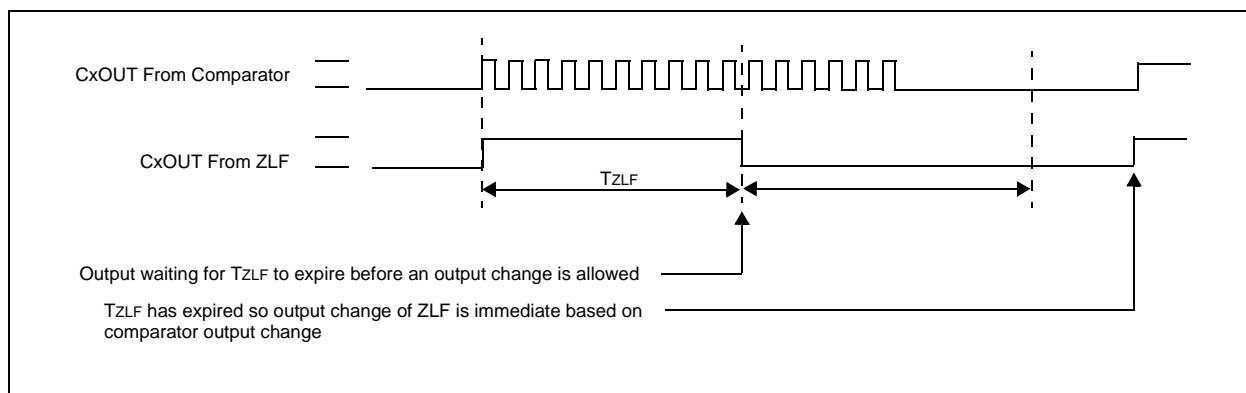 CxOUT From Comparator
CxOUT From ZLF
TZLF
Output waiting for TZLF to expire before an output change is allowed
TZLF has expired so output change of ZLF is immediate based on
comparator output change